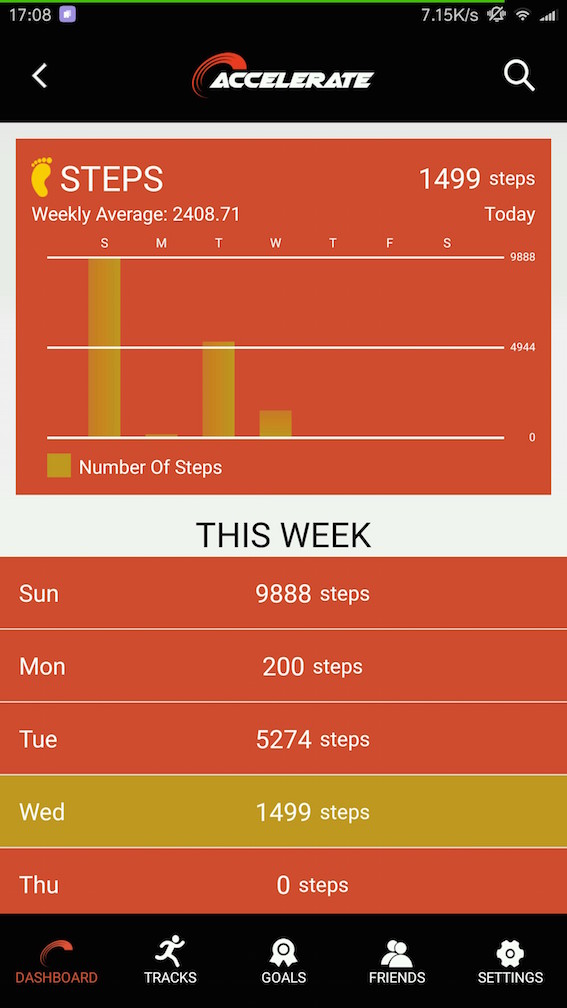 17:08 7.15K/s
ACCELERATE
STEPS 1499 steps
Weekly Average: 2408.71 Today
S M T W T F S
9888
4944
0
Number Of Steps
THIS WEEK
Sun 9888 steps
Mon 200 steps
Tue 5274 steps
Wed 1499 steps
Thu 0 steps
DASHBOARD TRACKS GOALS FRIENDS SETTINGS